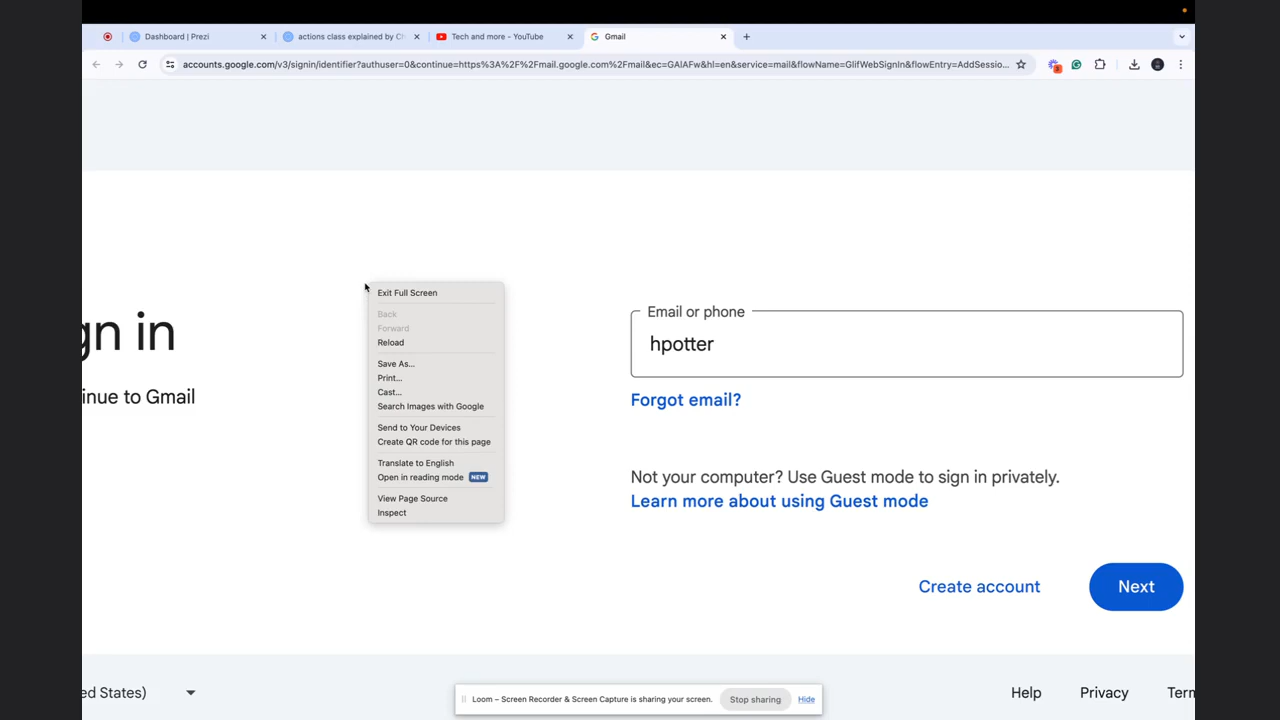 Dashboard | Prezi
actions class explained by Ch
Tech and more - YouTube
Gmail
accounts.google.com/v3/signin/identifier?authuser=0&continue=https%3A%2F%2Fmail.google.com%2Fmail&ec=GAlAFw&hl=en&service=mail&flowName=GlifWebSignIn&flowEntry=AddSessio...
gn in
inue to Gmail
Exit Full Screen
Back
Forward
Reload
Save As...
Print...
Cast...
Search Images with Google
Send to Your Devices
Create QR code for this page
Translate to English
Open in reading mode NEW
View Page Source
Inspect
Email or phone
hpotter
Forgot email?
Not your computer? Use Guest mode to sign in privately.
Learn more about using Guest mode
Create account
Next
ed States)
Help
Privacy
Tern
Loom – Screen Recorder & Screen Capture is sharing your screen.
Stop sharing
Hide